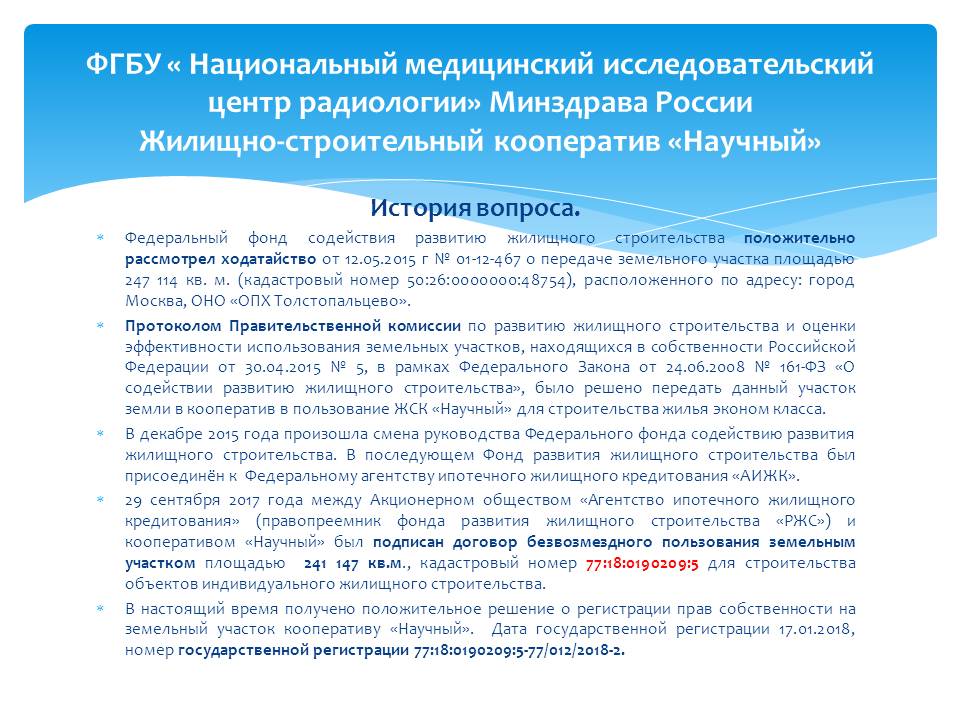 ФГБУ « Национальный медицинский исследовательский
центр радиологии» Минздрава России
Жилищно-строительный кооператив «Научный»
История вопроса.
* Федеральный фонд содействия развитию жилищного строительства положительно
рассмотрел ходатайство от 12.05.2015 г № 01-12-467 о передаче земельного участка площадью
247 114 кв. м. (кадастровый номер 50:26:0000000:48754), расположенного по адресу: город
Москва, ОНО «ОПХ Толстопальцево».
* Протоколом Правительственной комиссии по развитию жилищного строительства и оценки
эффективности использования земельных участков, находящихся в собственности Российской
Федерации от 30.04.2015 № 5, в рамках Федерального Закона от 24.06.2008 № 161-ФЗ «О
содействии развитию жилищного строительства», было решено передать данный участок
земли в кооператив в пользование ЖСК «Научный» для строительства жилья эконом класса.
* В декабре 2015 года произошла смена руководства Федерального фонда содействию развития
жилищного строительства. В последующем Фонд развития жилищного строительства был
присоединён к Федеральному агентству ипотечного жилищного кредитования «АИЖК».
* 29 сентября 2017 года между Акционерном обществом «Агентство ипотечного жилищного
кредитования» (правопреемник фонда развития жилищного строительства «РЖС») и
кооперативом «Научный» был подписан договор безвозмездного пользования земельным
участком площадью 241 147 кв.м., кадастровый номер 77:18:0190209:5 для строительства
объектов индивидуального жилищного строительства.
* В настоящий время получено положительное решение о регистрации прав собственности на
земельный участок кооперативу «Научный». Дата государственной регистрации 17.01.2018,
номер государственной регистрации 77:18:0190209:5-77/012/2018-2.